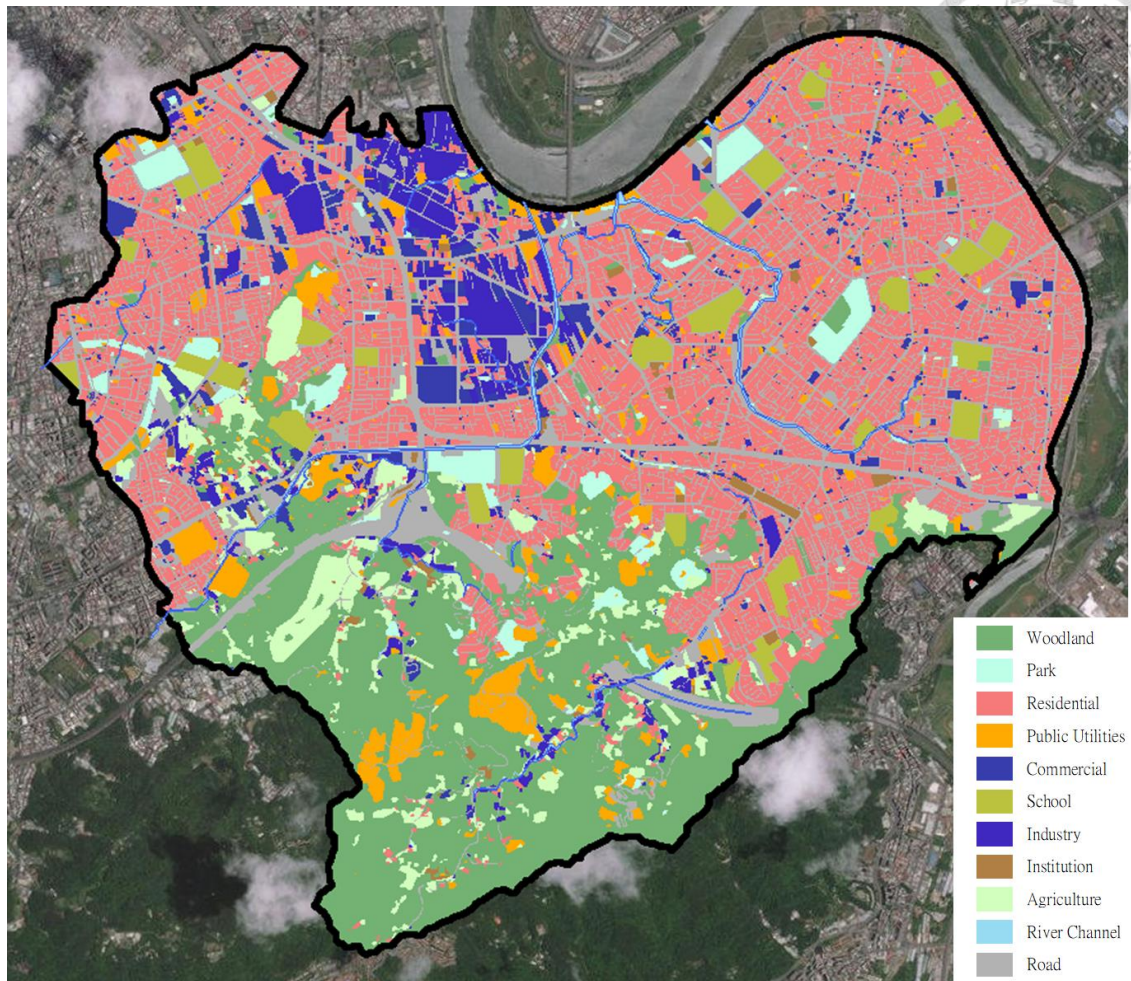 Woodland
Park
Residential
Public Utilities
Commercial
School
Industry
Institution
Agriculture
River Channel
Road